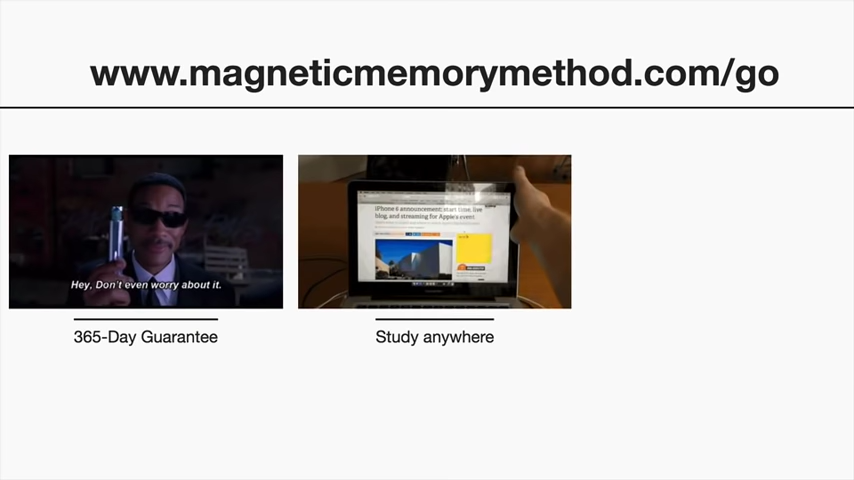 www.magneticmemorymethod.com/go
Hey, Don't even worry about it.
iPhone 6 announcement: start time, live
blog, and streaming for Apple's event
365-Day Guarantee
Study anywhere